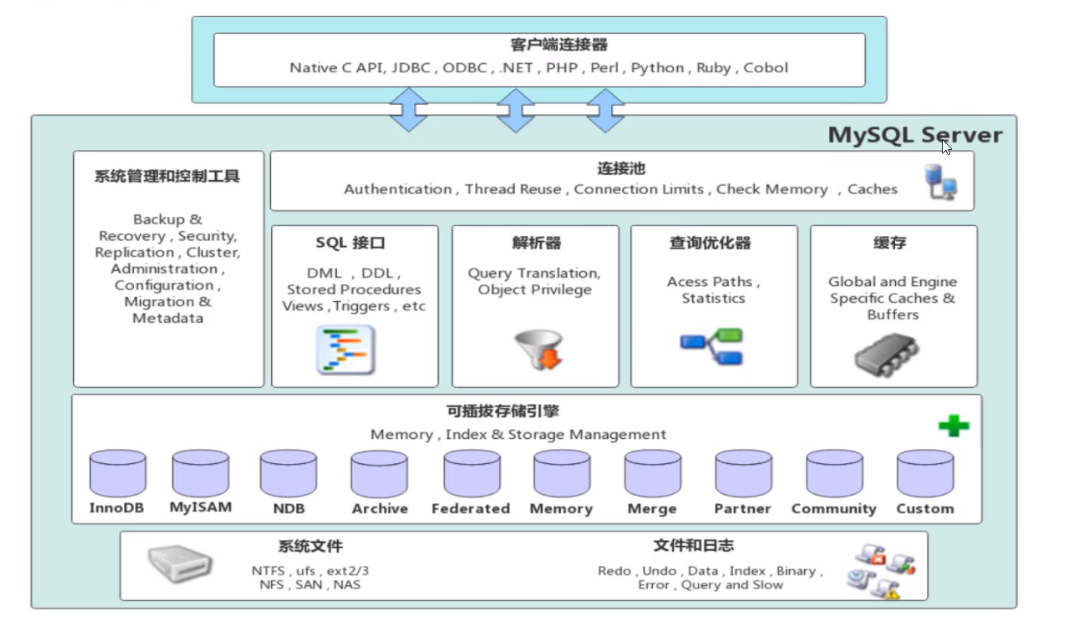 客户端连接器
Native C API, JDBC , ODBC , .NET , PHP , Perl , Python , Ruby , Cobol
MySQL Server
系统管理和控制工具
Backup &
Recovery , Security,
Replication , Cluster,
Administration ,
Configuration ,
Migration &
Metadata
连接池
Authentication , Thread Reuse , Connection Limits , Check Memory , Caches
SQL 接口
DML , DDL ,
Stored Procedures
Views ,Triggers , etc
解析器
Query Translation,
Object Privilege
查询优化器
Acess Paths ,
Statistics
缓存
Global and Engine
Specific Caches &
Buffers
可插拔存储引擎
Memory , Index & Storage Management
InnoDB
MyISAM
NDB
Archive
Federated
Memory
Merge
Partner
Community
Custom
系统文件
NTFS , ufs , ext2/3
NFS , SAN , NAS
文件和日志
Redo , Undo , Data , Index , Binary ,
Error , Query and Slow